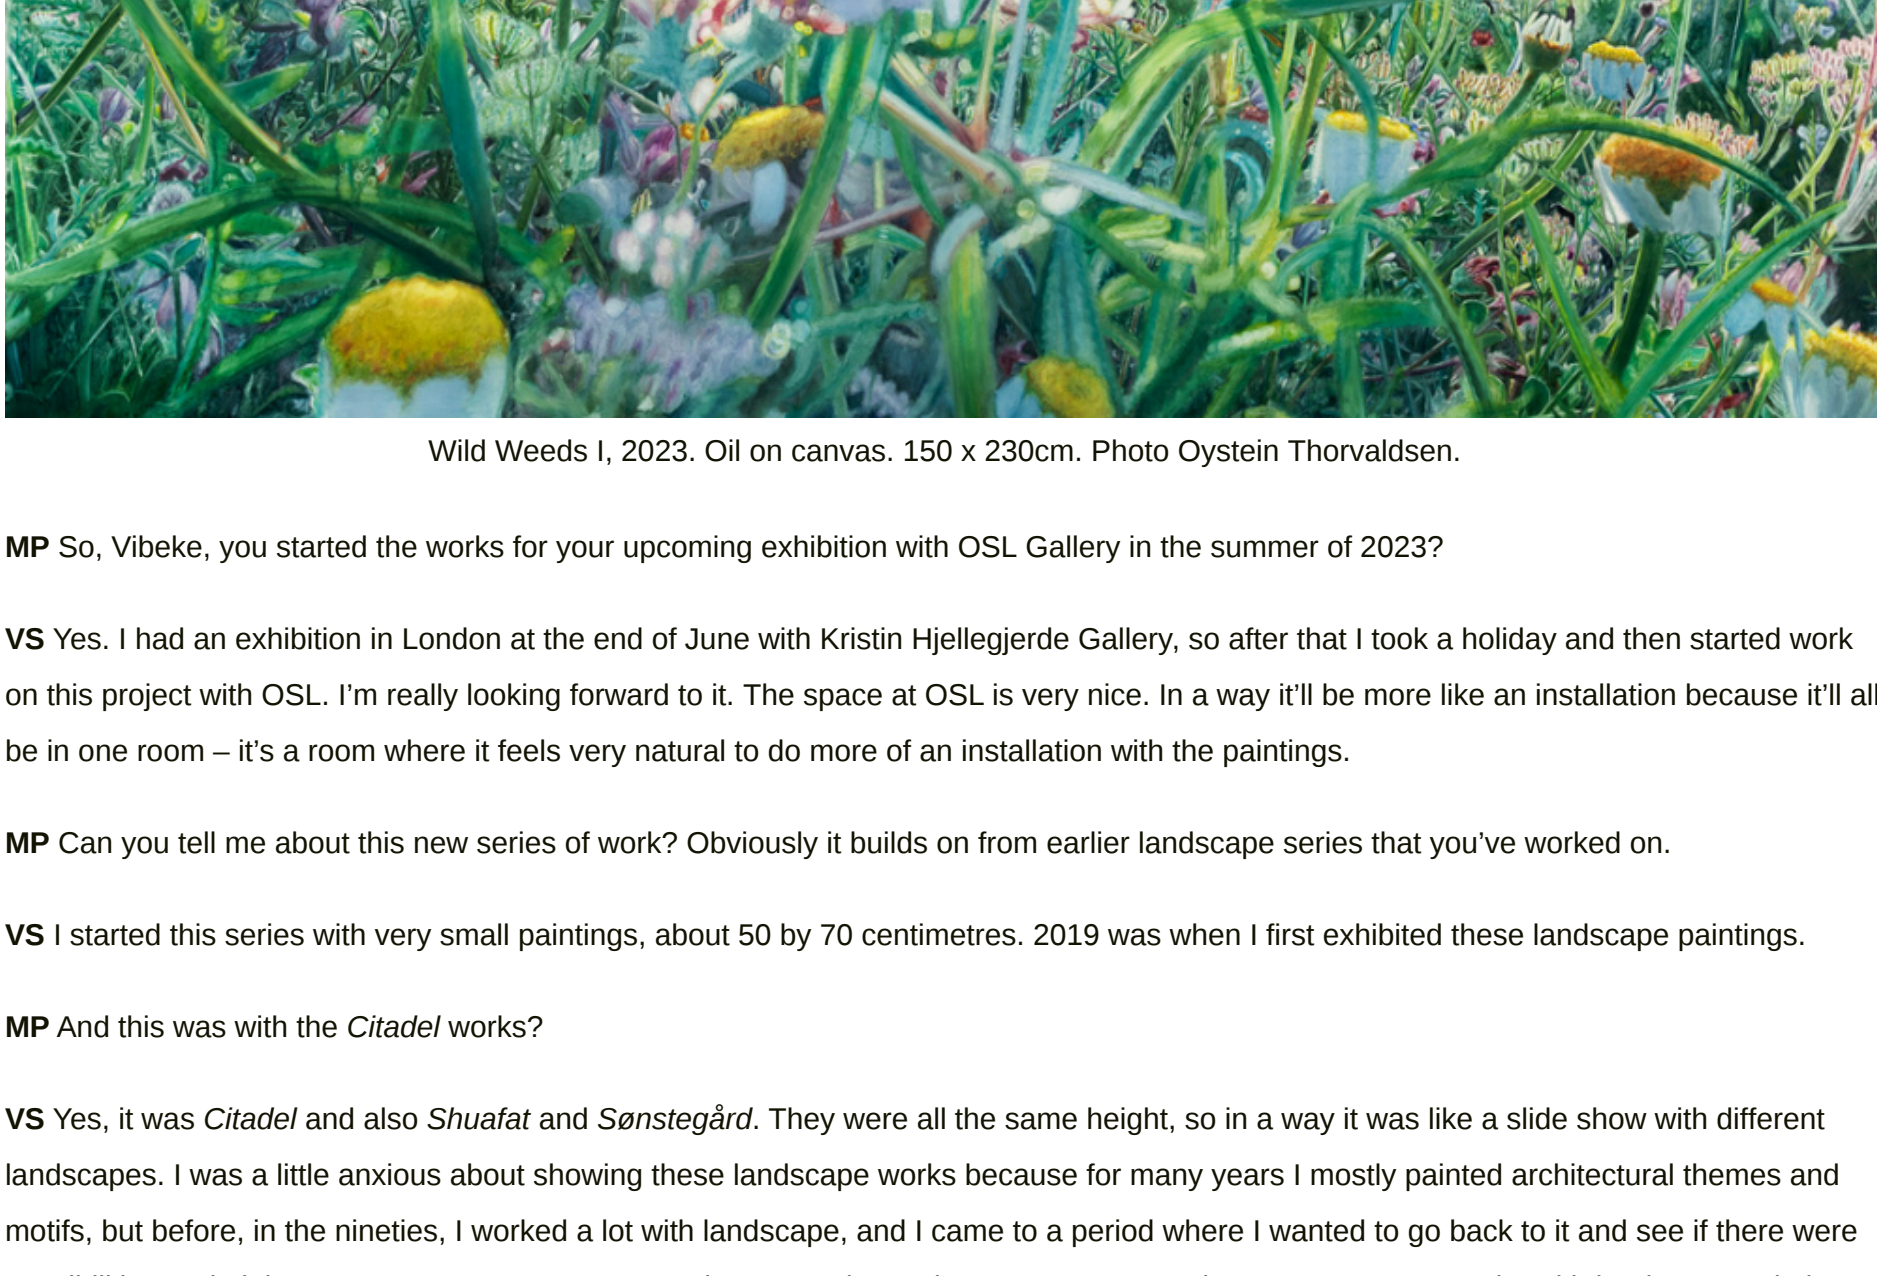 Wild Weeds I, 2023. Oil on canvas. 150 x 230cm. Photo Oystein Thorvaldsen.
MP So, Vibeke, you started the works for your upcoming exhibition with OSL Gallery in the summer of 2023?
VS Yes. I had an exhibition in London at the end of June with Kristin Hjellegjerde Gallery, so after that I took a holiday and then started work
on this project with OSL. I’m really looking forward to it. The space at OSL is very nice. In a way it’ll be more like an installation because it’ll all
be in one room – it’s a room where it feels very natural to do more of an installation with the paintings.
MP Can you tell me about this new series of work? Obviously it builds on from earlier landscape series that you’ve worked on.
VS I started this series with very small paintings, about 50 by 70 centimetres. 2019 was when I first exhibited these landscape paintings.
MP And this was with the Citadel works?
VS Yes, it was Citadel and also Shuafat and Sønstegård. They were all the same height, so in a way it was like a slide show with different
landscapes. I was a little anxious about showing these landscape works because for many years I mostly painted architectural themes and
motifs, but before, in the nineties, I worked a lot with landscape, and I came to a period where I wanted to go back to it and see if there were